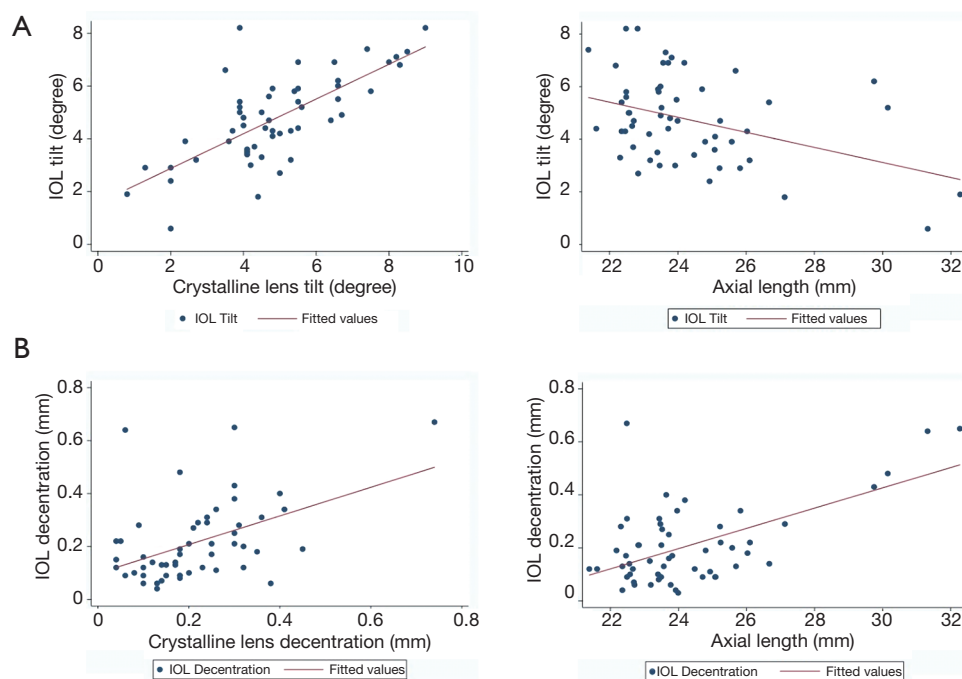 A
IOL tilt (degree)
8
6
4
2
0
0 2 4 6 8 10
Crystalline lens tilt (degree)
IOL Tilt Fitted values
IOL tilt (degree)
8
6
4
2
0
22 24 26 28 30 32
Axial length (mm)
IOL Tilt Fitted values
B
IOL decentration (mm)
0.8
0.6
0.4
0.2
0
0 0.2 0.4 0.6 0.8
Crystalline lens decentration (mm)
IOL Decentration Fitted values
IOL decentration (mm)
0.8
0.6
0.4
0.2
0
22 24 26 28 30 32
Axial length (mm)
IOL Decentration Fitted values